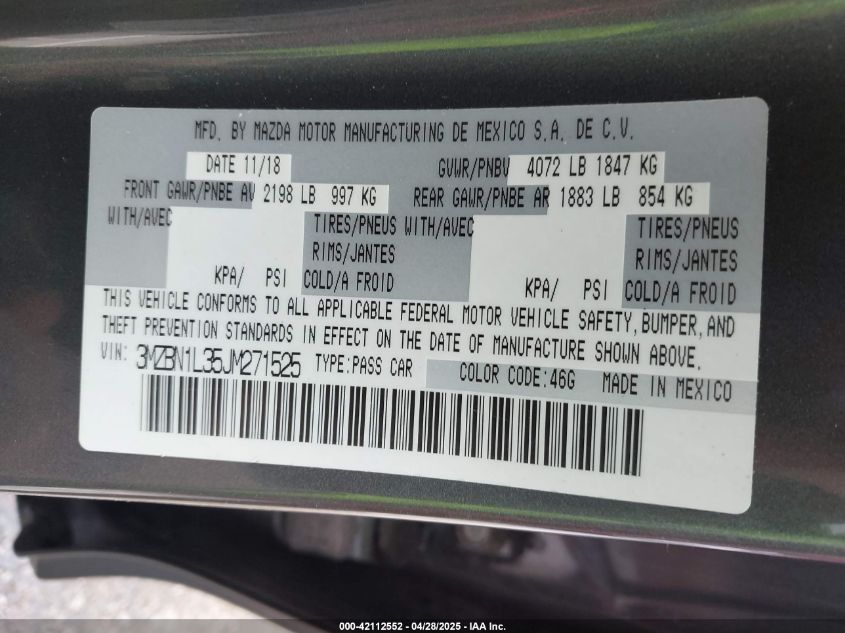 MFD. BY MAZDA MOTOR MANUFACTURING DE MEXICO S.A. DE C.V.
DATE 11/18 GVWR/PNBV 4072 LB 1847 KG
FRONT GAWR/PNBE AV 2198 LB 997 KG REAR GAWR/PNBE AR 1883 LB 854 KG
WITH/AVEC TIRES/PNEUS WITH/AVEC TIRES/PNEUS
RIMS/JANTES RIMS/JANTES
KPA/ PSI COLD/A FROID KPA/ PSI COLD/A FROID
THIS VEHICLE CONFORMS TO ALL APPLICABLE FEDERAL MOTOR VEHICLE SAFETY, BUMPER, AND
THEFT PREVENTION STANDARDS IN EFFECT ON THE DATE OF MANUFACTURE SHOWN ABOVE.
VIN: 3MZBN1L35JM271525 TYPE:PASS CAR COLOR CODE:46G MADE IN MEXICO
000-42112552 - 04/28/2025 - IAA Inc.